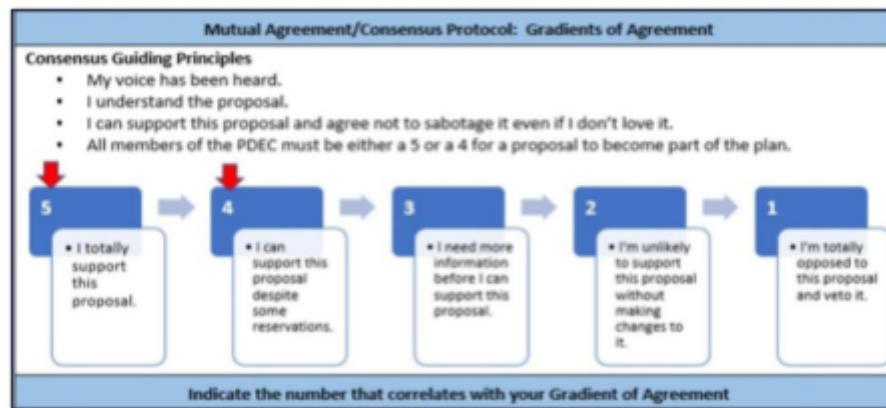 Mutual Agreement/Consensus Protocol: Gradients of Agreement
Consensus Guiding Principles
• My voice has been heard.
• I understand the proposal.
• I can support this proposal and agree not to sabotage it even if I don't love it.
• All members of the PDEC must be either a 5 or a 4 for a proposal to become part of the plan.
5
• I totally
support
this
proposal.
4
• I can
support this
proposal
despite
some
reservations.
3
• I need more
information
before I can
support this
proposal.
2
• I'm unlikely
to support
this proposal
without
making
changes to
it.
1
• I'm totally
opposed to
this proposal
and veto it.
Indicate the number that correlates with your Gradient of Agreement